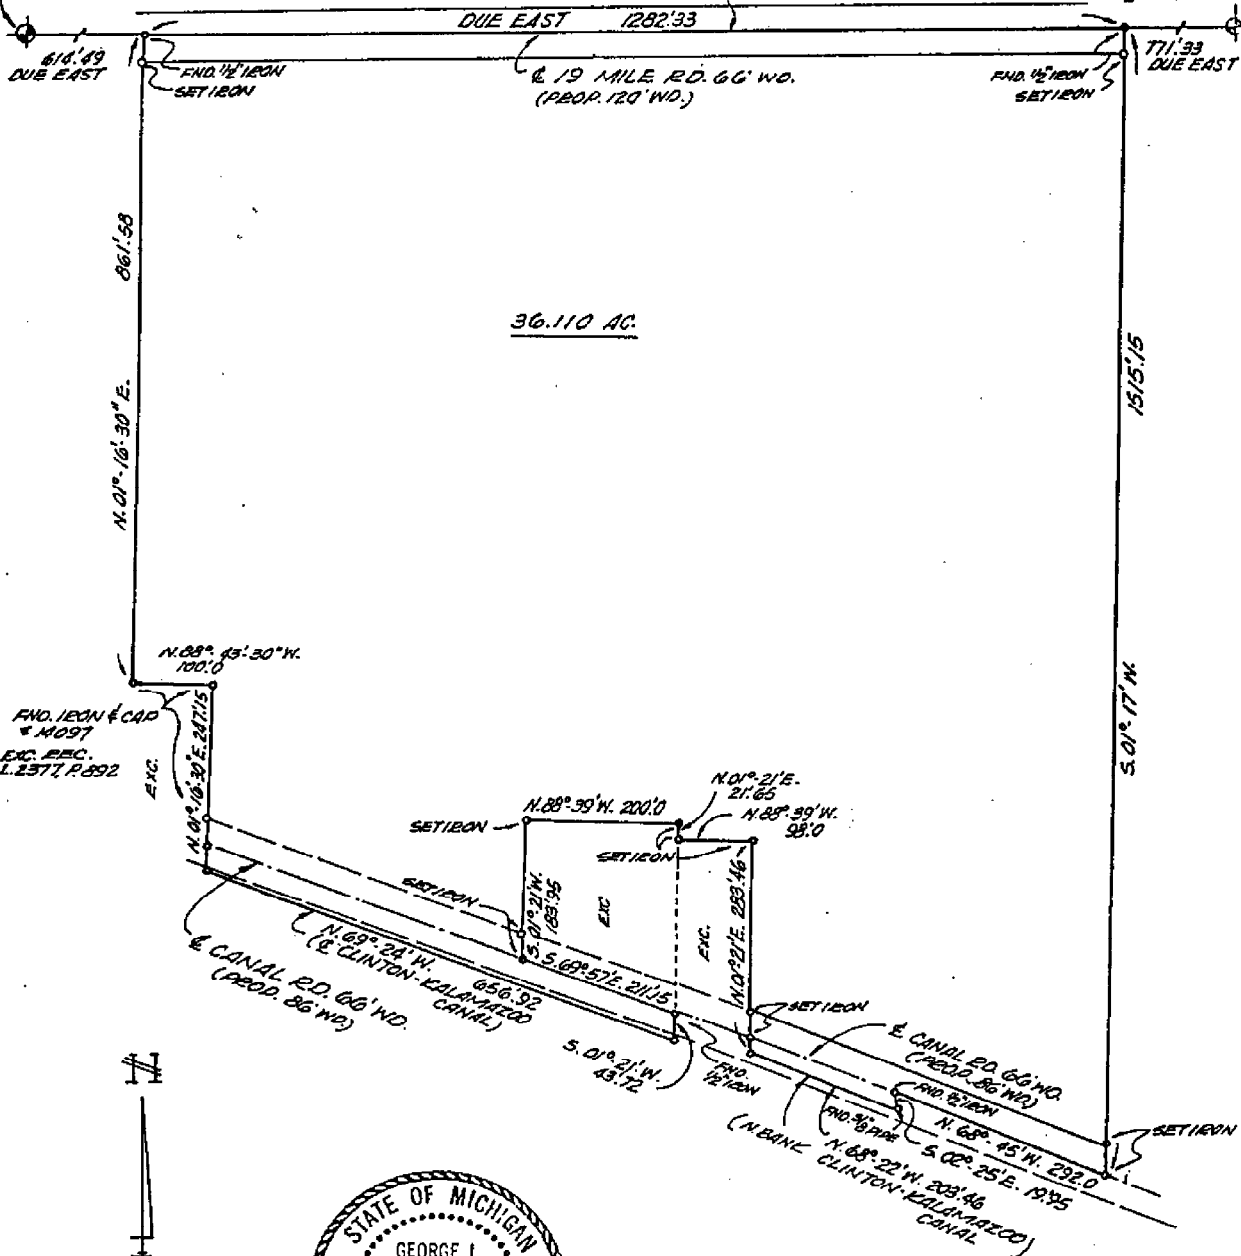 DUE EAST 1282.'33
614.'49
DUE EAST
771.'33
DUE EAST
FND. 1/2" IRON
SET IRON
℄ 19 MILE RD. 66' WD.
(PROP. 120' WD.)
FND. 1/2" IRON
SET IRON
N. 01°-16'-30" E. 861.'58
36.110 AC.
1515.'15
S. 01°-17' W.
N. 88°-43'-30" W.
100.'0
FND. IRON & CAP
EXC. REC.
L. 2377, P. 892
EXC.
N. 01°-16'-30" E. 247.'15
N. 01°-21' E.
21.'65
N. 88°-39' W. 200.'0
N. 88°-39' W.
98.'0
SET IRON
SET IRON
SET IRON
S. 01°-21' W.
183.'95
EXC
EXC.
N. 01°-21' E. 283.'46
S. 69°-57' E. 211.'15
N. 69°-24' W. 656.'92
(℄ CLINTON-KALAMAZOO
CANAL)
℄ CANAL RD. 66' WD.
(PROP. 86' WD.)
SET IRON
℄ CANAL RD. 66' WD.
(PROP. 86' WD.)
S. 01°-21' W.
43.'72
FND.
1/2" IRON
FND. 1/2" IRON
N. 68°-45' W. 292.'0
SET IRON
S. 02°-25' E. 19.'95
N. 68°-22' W. 203.'46
(N. BANK CLINTON-KALAMAZOO)
CANAL
N
STATE OF MICHIGAN
GEORGE